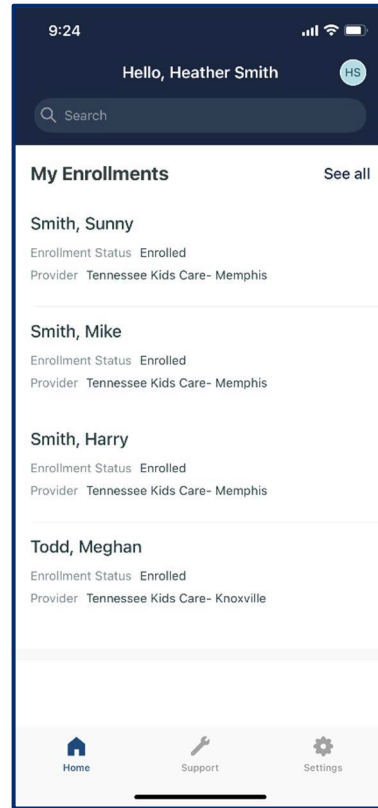 9:24
Hello, Heather Smith
HS
Search
My Enrollments See all
Smith, Sunny
Enrollment Status Enrolled
Provider Tennessee Kids Care- Memphis
Smith, Mike
Enrollment Status Enrolled
Provider Tennessee Kids Care- Memphis
Smith, Harry
Enrollment Status Enrolled
Provider Tennessee Kids Care- Memphis
Todd, Meghan
Enrollment Status Enrolled
Provider Tennessee Kids Care- Knoxville
Home Support Settings